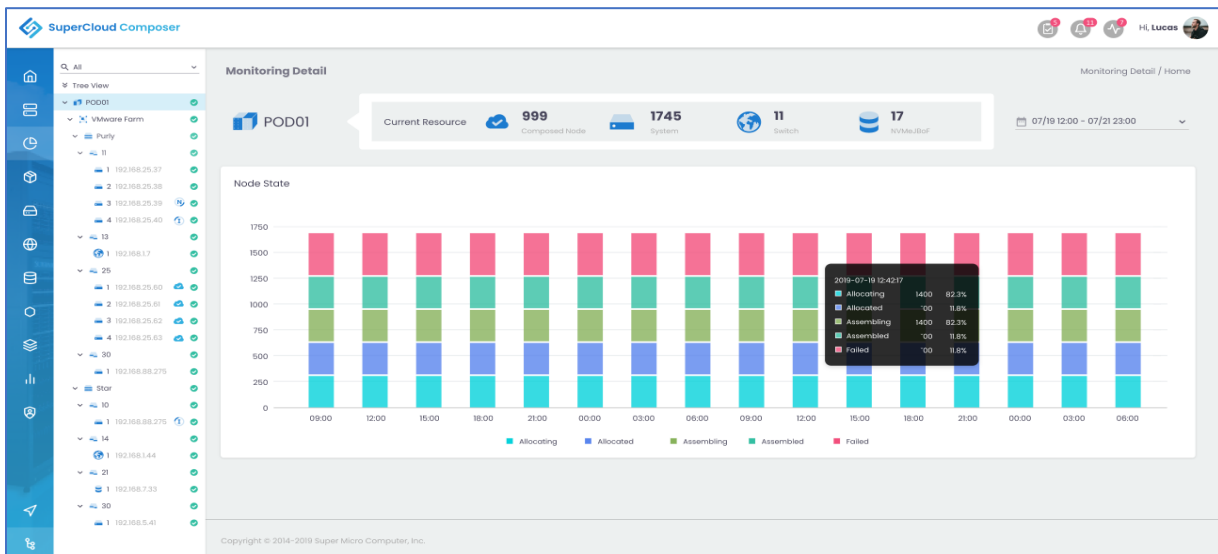 SuperCloud Composer
5
11
7
Hi, Lucas
All
Tree View
POD01
VMware Farm
Purly
11
1 192.168.25.37
2 192.168.25.38
3 192.168.25.39
4 192.168.25.40
13
1 192.168.1.7
25
1 192.168.25.60
2 192.168.25.61
3 192.168.25.62
4 192.168.25.63
30
1 192.168.88.275
Star
10
1 192.168.88.275
14
1 192.168.1.44
21
1 192.168.7.33
30
1 192.168.5.41
Monitoring Detail
Monitoring Detail / Home
POD01
Current Resource
999
Composed Node
1745
System
11
Switch
17
NVMeJBoF
07/19 12:00 - 07/21 23:00
Node State
1750
1500
1250
1000
750
500
250
0
09:00 12:00 15:00 18:00 21:00 00:00 03:00 06:00 09:00 12:00 15:00 18:00 21:00 00:00 03:00 06:00
2019-07-19 12:42:17
Allocating 1400 82.3%
Allocated 00 11.8%
Assembling 1400 82.3%
Assembled 00 11.8%
Failed 00 11.8%
Allocating Allocated Assembling Assembled Failed
Copyright © 2014-2019 Super Micro Computer, Inc.